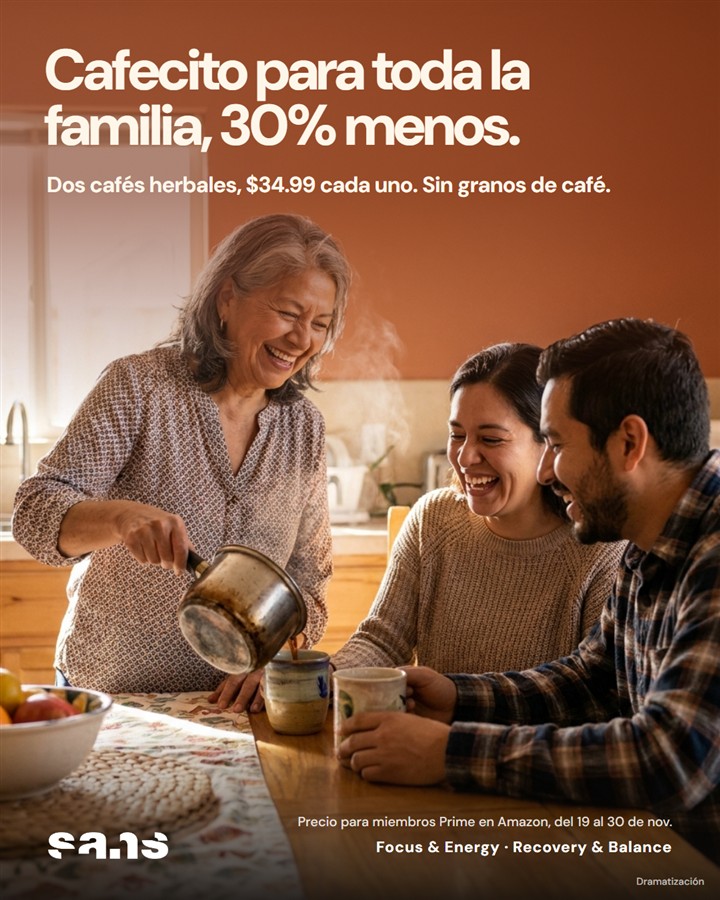 Cafecito para toda la
familia, 30% menos.
Dos cafés herbales, $34.99 cada uno. Sin granos de café.
Precio para miembros Prime en Amazon, del 19 al 30 de nov.
sans
Focus & Energy · Recovery & Balance
Dramatización